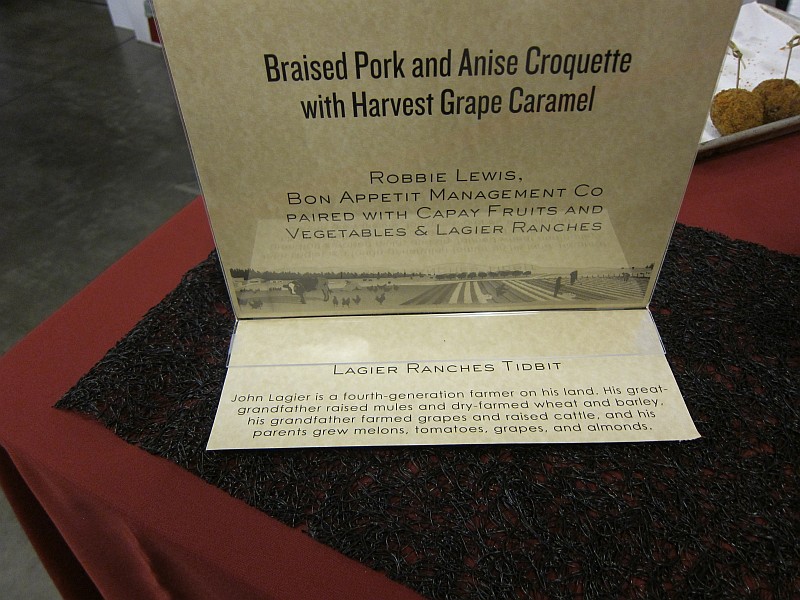 Braised Pork and Anise Croquette
with Harvest Grape Caramel
Robbie Lewis,
Bon Appetit Management Co
paired with Capay Fruits and
Vegetables & Lagier Ranches
Lagier Ranches Tidbit
John Lagier is a fourth-generation farmer on his land. His great-
grandfather raised mules and dry-farmed wheat and barley,
his grandfather farmed grapes and raised cattle, and his
parents grew melons, tomatoes, grapes, and almonds.